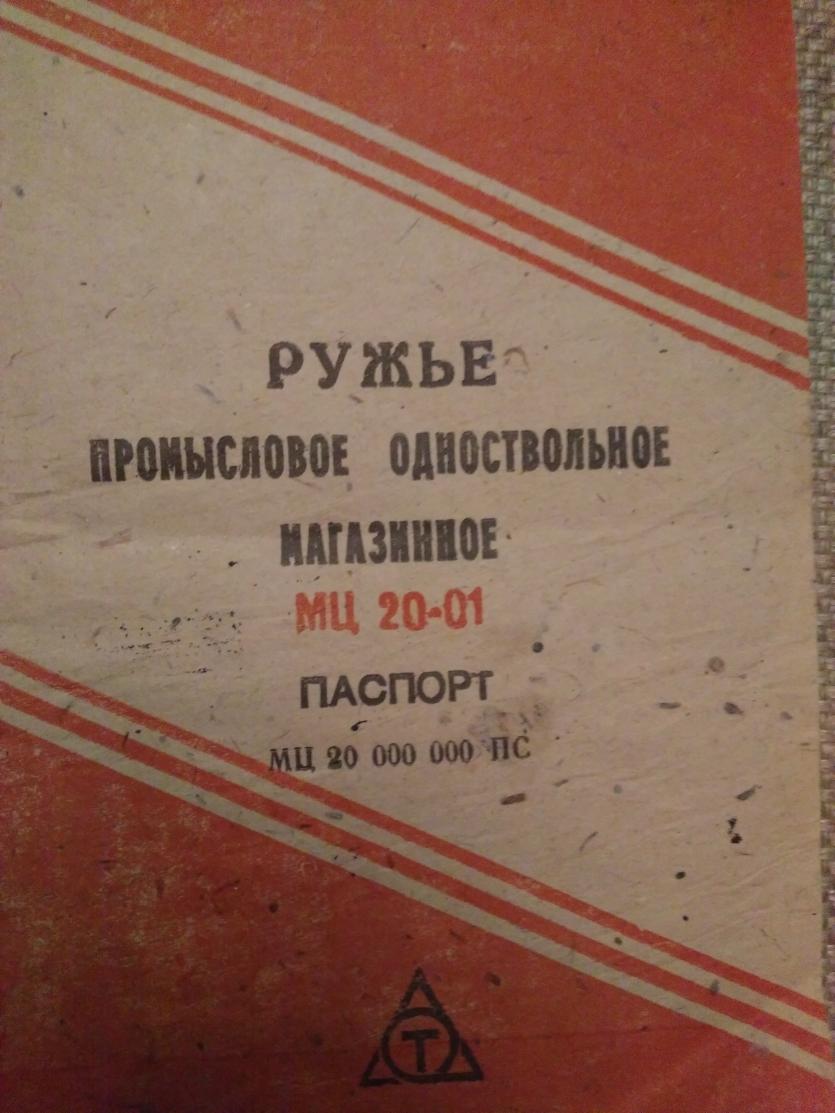 РУЖЬЕ
ПРОМЫСЛОВОЕ ОДНОСТВОЛЬНОЕ
МАГАЗИННОЕ
МЦ 20-01
ПАСПОРТ
МЦ 20 000 000 ПС
Т